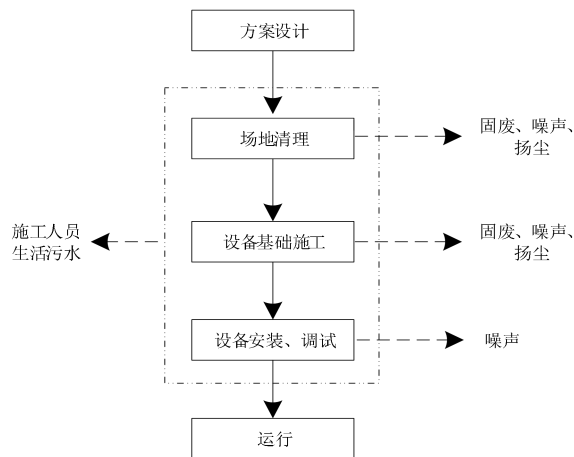 方案设计
场地清理
固废、噪声、
扬尘
施工人员
生活污水
设备基础施工
固废、噪声、
扬尘
设备安装、调试
噪声
运行